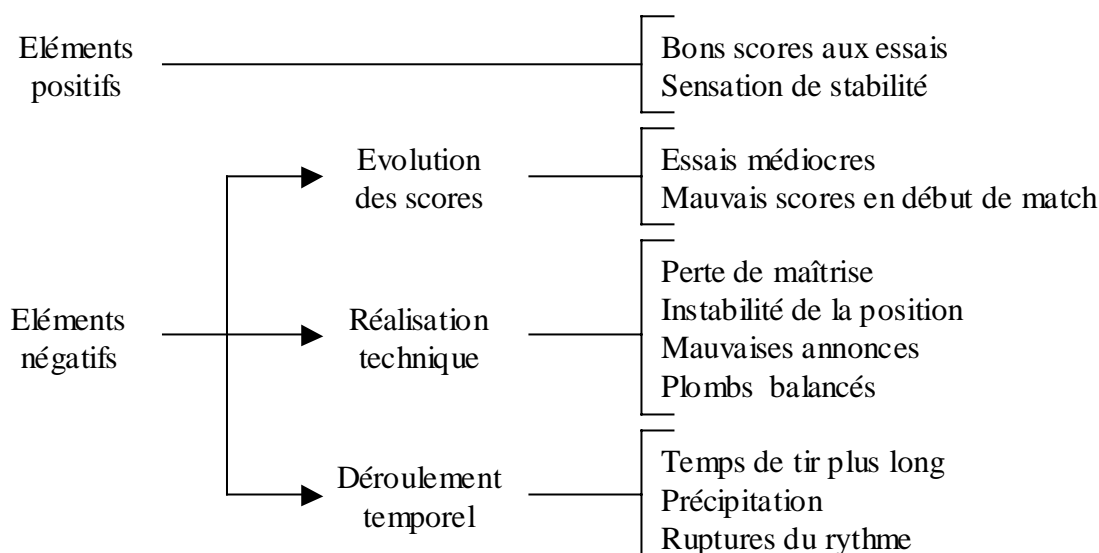 Eléments
positifs
Bons scores aux essais
Sensation de stabilité
Evolution
des scores
Essais médiocres
Mauvais scores en début de match
Eléments
négatifs
Réalisation
technique
Perte de maîtrise
Instabilité de la position
Mauvaises annonces
Plombs balancés
Déroulement
temporel
Temps de tir plus long
Précipitation
Ruptures du rythme